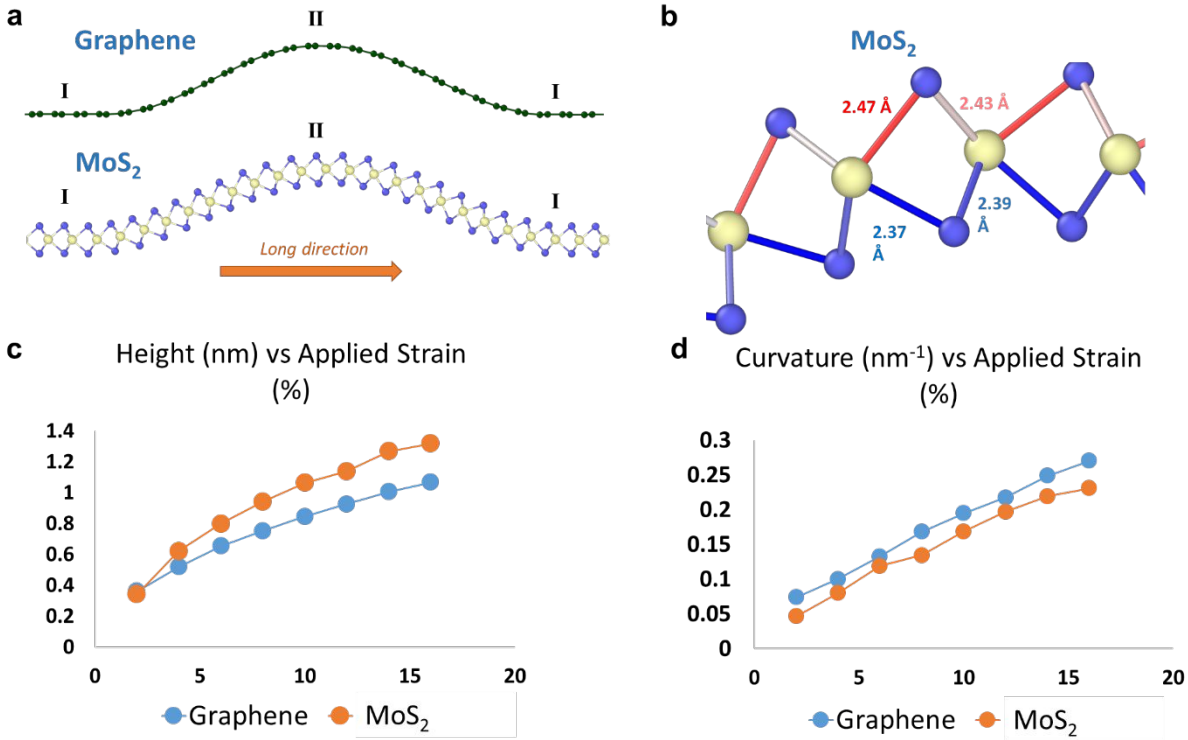 a
II
Graphene
I
I
II
MoS₂
I
I
Long direction
b
MoS₂
2.47 Å
2.43 Å
2.39
Å
2.37
Å
c
Height (nm) vs Applied Strain
(%)
1.4
1.2
1
0.8
0.6
0.4
0.2
0
0
5
10
15
20
Graphene
MoS₂
d
Curvature (nm⁻¹) vs Applied Strain
(%)
0.3
0.25
0.2
0.15
0.1
0.05
0
0
5
10
15
20
Graphene
MoS₂